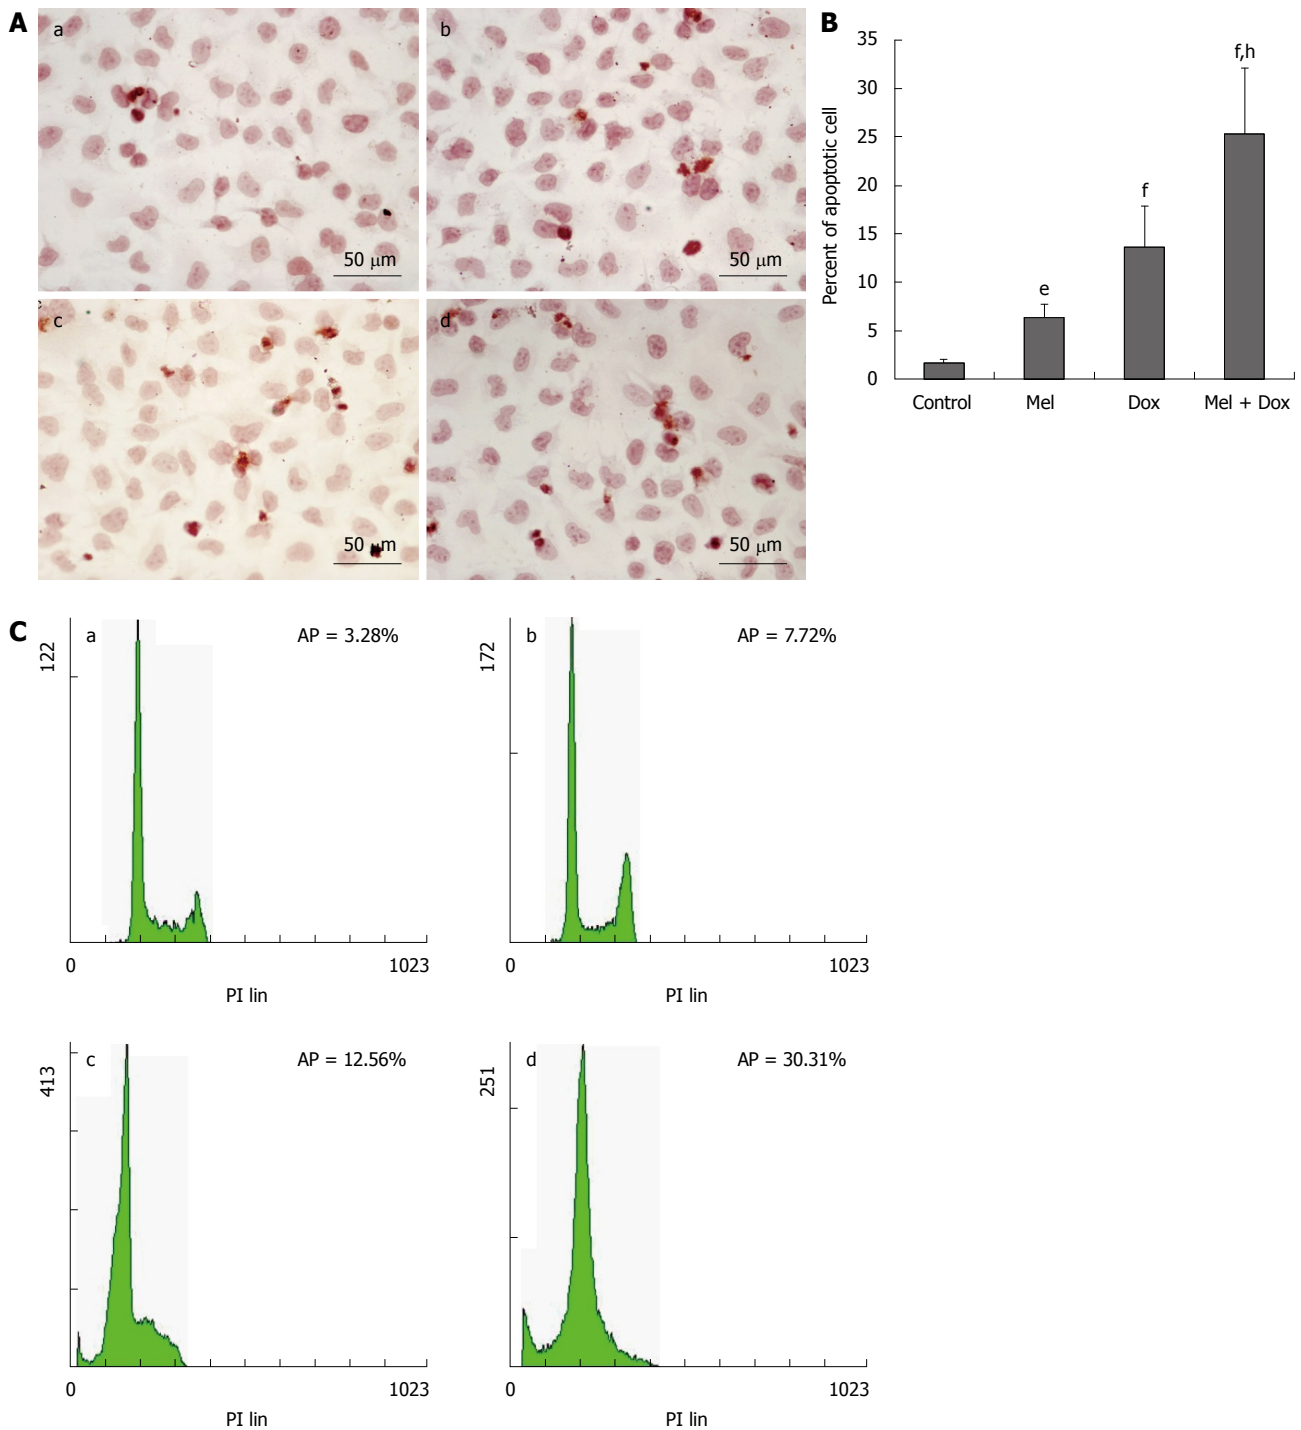 A
a
50 μm
b
50 μm
c
50 μm
d
50 μm
B
Percent of apoptotic cell
35
30
25
20
15
10
5
0
e
f
f,h
Control
Mel
Dox
Mel + Dox
C
a
AP = 3.28%
122
0
1023
PI lin
b
AP = 7.72%
172
0
1023
PI lin
c
AP = 12.56%
413
0
1023
PI lin
d
AP = 30.31%
251
0
1023
PI lin